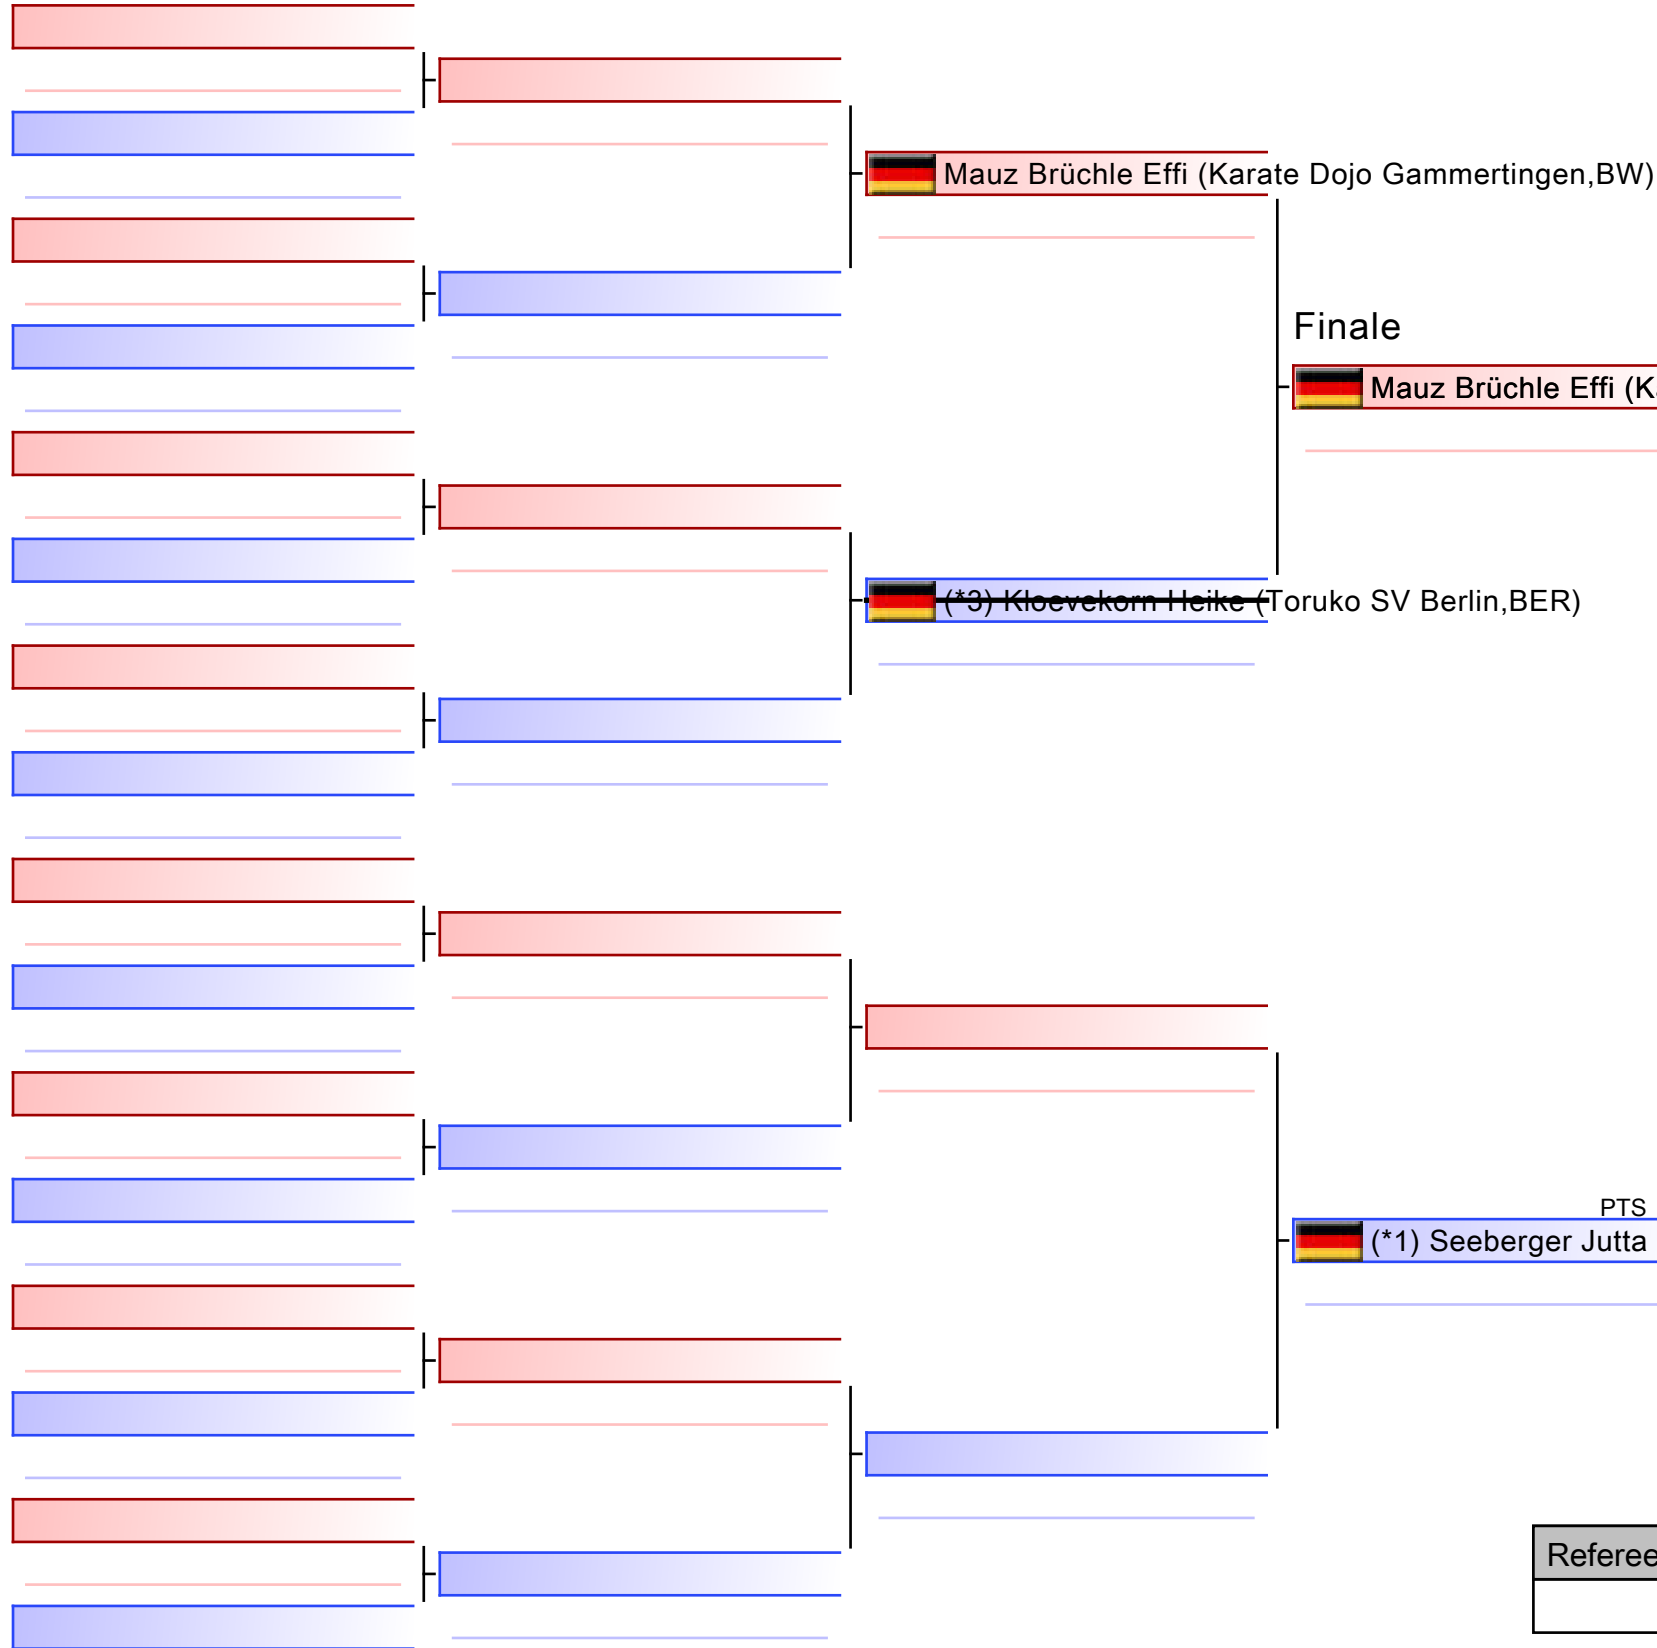 Mauz Brüchle Effi (Karate Dojo Gammertingen,BW)
Finale
Mauz Brüchle Effi (Ka
(*3) Kloevekorn Heike (Toruko SV Berlin,BER)
PTS
(*1) Seeberger Jutta
Referee